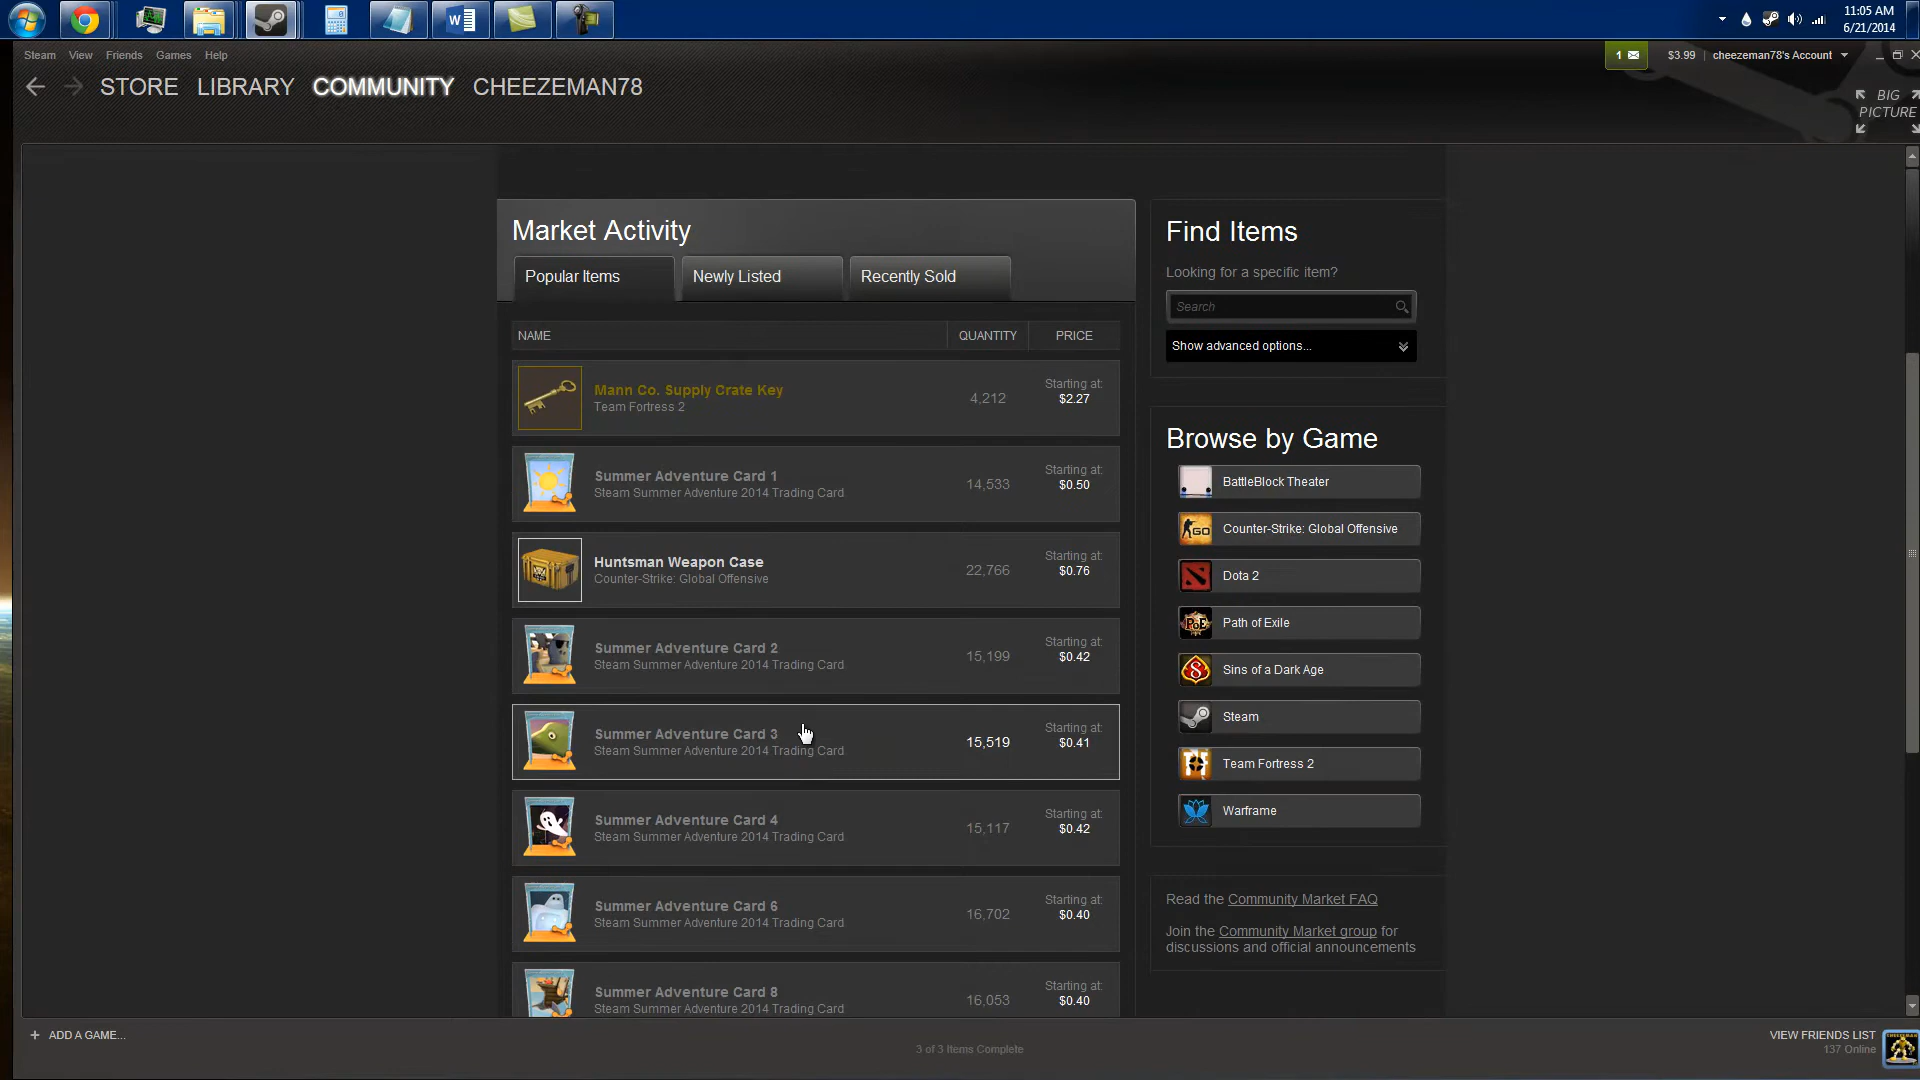 11:05 AM
6/21/2014
Steam View Friends Games Help
1 $3.99 cheezeman78's Account
STORE LIBRARY COMMUNITY CHEEZEMAN78
BIG
PICTURE
Market Activity
Popular Items Newly Listed Recently Sold
NAME QUANTITY PRICE
Mann Co. Supply Crate Key
Team Fortress 2
4,212
Starting at:
$2.27
Summer Adventure Card 1
Steam Summer Adventure 2014 Trading Card
14,533
Starting at:
$0.50
Huntsman Weapon Case
Counter-Strike: Global Offensive
22,766
Starting at:
$0.76
Summer Adventure Card 2
Steam Summer Adventure 2014 Trading Card
15,199
Starting at:
$0.42
Summer Adventure Card 3
Steam Summer Adventure 2014 Trading Card
15,519
Starting at:
$0.41
Summer Adventure Card 4
Steam Summer Adventure 2014 Trading Card
15,117
Starting at:
$0.42
Summer Adventure Card 6
Steam Summer Adventure 2014 Trading Card
16,702
Starting at:
$0.40
Summer Adventure Card 8
Steam Summer Adventure 2014 Trading Card
16,053
Starting at:
$0.40
Find Items
Looking for a specific item?
Search
Show advanced options...
Browse by Game
BattleBlock Theater
GO
Counter-Strike: Global Offensive
Dota 2
PoE
Path of Exile
S
Sins of a Dark Age
Steam
Team Fortress 2
Warframe
Read the Community Market FAQ
Join the Community Market group for
discussions and official announcements
+ ADD A GAME...
3 of 3 Items Complete
VIEW FRIENDS LIST
137 Online
CHEEZEMAN